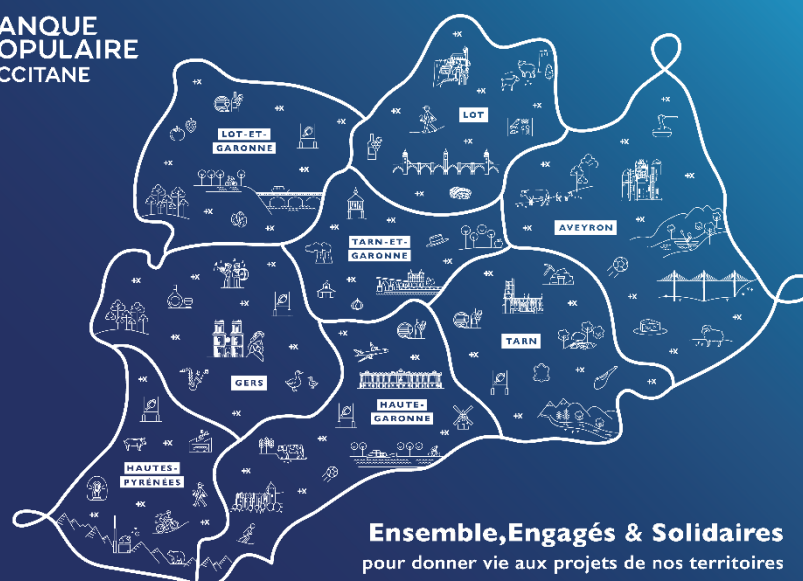 ANQUE
OPULAIRE
CCITANE
LOT
LOT-ET-
GARONNE
AVEYRON
TARN-ET-
GARONNE
TARN
GERS
HAUTE-
GARONNE
HAUTES-
PYRÉNÉES
Ensemble,Engagés & Solidaires
pour donner vie aux projets de nos territoires